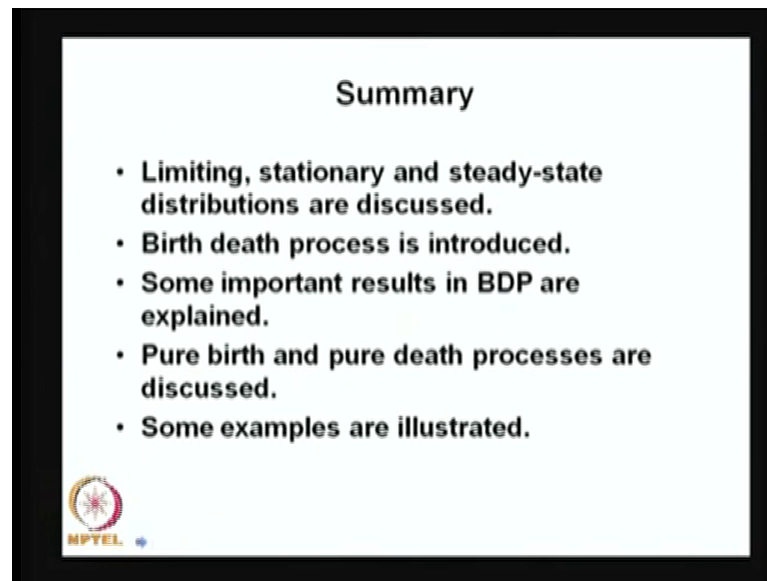 Summary
• Limiting, stationary and steady-state
distributions are discussed.
• Birth death process is introduced.
• Some important results in BDP are
explained.
• Pure birth and pure death processes are
discussed.
• Some examples are illustrated.
NPTEL